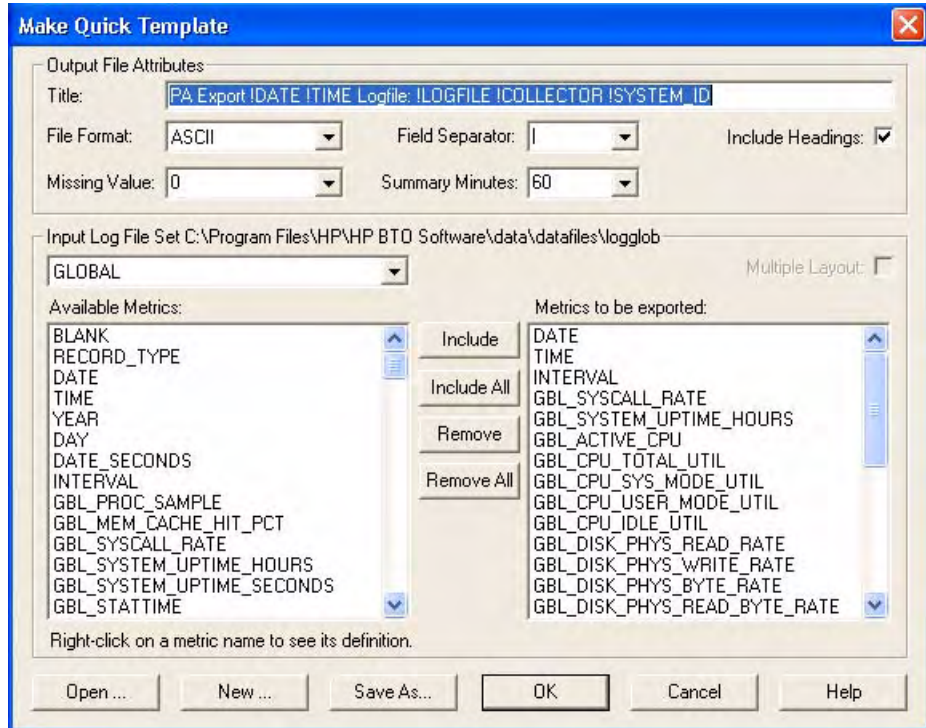 Make Quick Template
Output File Attributes
Title: PA Export !DATE !TIME Logfile: !LOGFILE !COLLECTOR !SYSTEM_ID
File Format: ASCII Field Separator: | Include Headings:
Missing Value: 0 Summary Minutes: 60
Input Log File Set C:\Program Files\HP\HP BTO Software\data\datafiles\logglob
GLOBAL
Multiple Layout:
Available Metrics:
BLANK
RECORD_TYPE
DATE
TIME
YEAR
DAY
DATE_SECONDS
INTERVAL
GBL_PROC_SAMPLE
GBL_MEM_CACHE_HIT_PCT
GBL_SYSCALL_RATE
GBL_SYSTEM_UPTIME_HOURS
GBL_SYSTEM_UPTIME_SECONDS
GBL_STATTIME
Include
Include All
Remove
Remove All
Metrics to be exported:
DATE
TIME
INTERVAL
GBL_SYSCALL_RATE
GBL_SYSTEM_UPTIME_HOURS
GBL_ACTIVE_CPU
GBL_CPU_TOTAL_UTIL
GBL_CPU_SYS_MODE_UTIL
GBL_CPU_USER_MODE_UTIL
GBL_CPU_IDLE_UTIL
GBL_DISK_PHYS_READ_RATE
GBL_DISK_PHYS_WRITE_RATE
GBL_DISK_PHYS_BYTE_RATE
GBL_DISK_PHYS_READ_BYTE_RATE
Right-click on a metric name to see its definition.
Open ... New ... Save As... OK Cancel Help